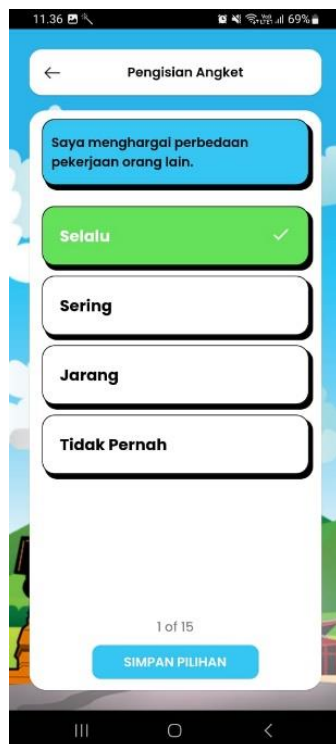 11.36 69%
Pengisian Angket
Saya menghargai perbedaan
pekerjaan orang lain.
Selalu
Sering
Jarang
Tidak Pernah
1 of 15
SIMPAN PILIHAN